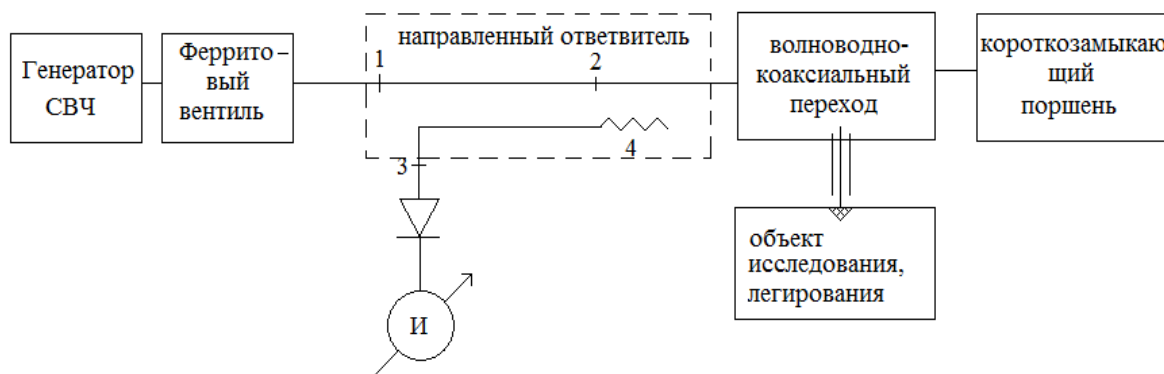 Генератор
СВЧ
Феррито –
вый
вентиль
направленный ответвитель
1
2
3
4
И
волноводно-
коаксиальный
переход
короткозамыкаю
щий
поршень
объект
исследования,
легирования